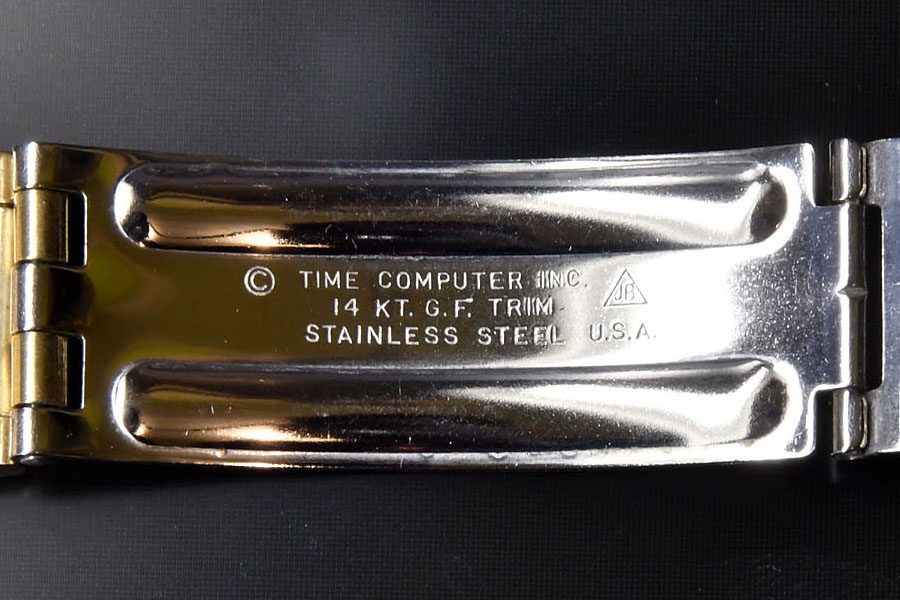 © TIME COMPUTER INC. JB
14 KT. G.F. TRIM
STAINLESS STEEL U.S.A.